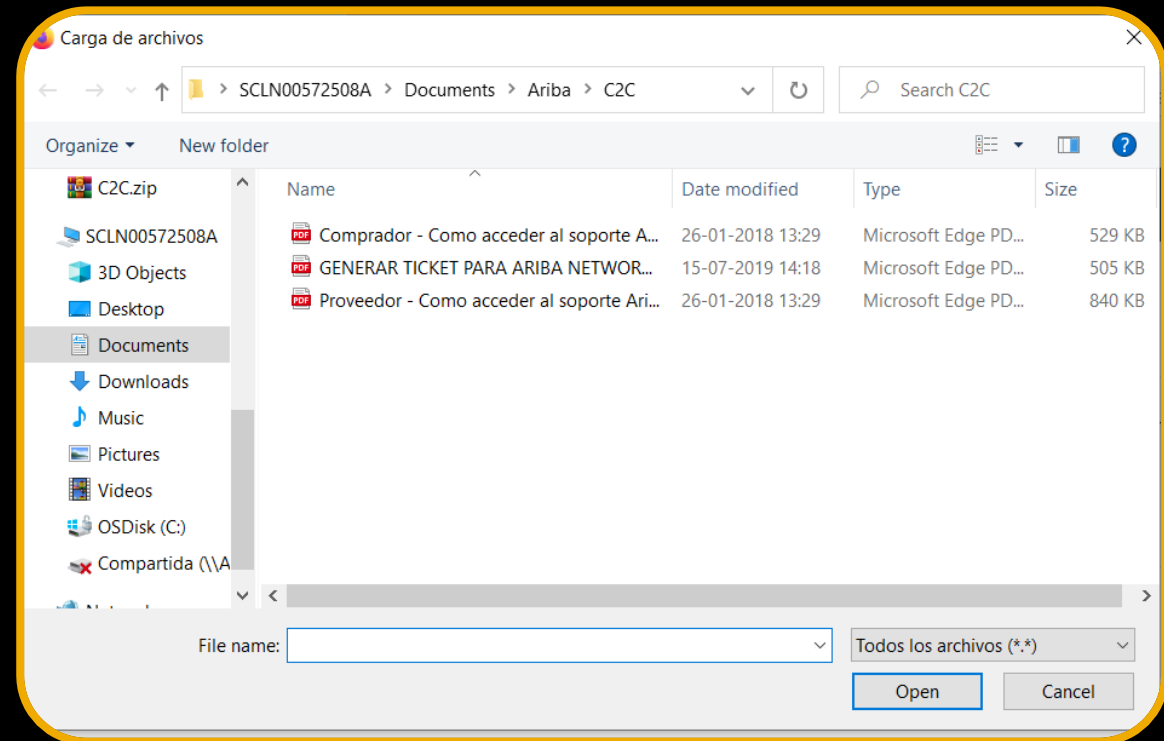 Carga de archivos
SCLN00572508A > Documents > Ariba > C2C
Search C2C
Organize
New folder
C2C.zip
SCLN00572508A
3D Objects
Desktop
Documents
Downloads
Music
Pictures
Videos
OSDisk (C:)
Compartida (\\A
Name Date modified Type Size
PDF Comprador - Como acceder al soporte A... 26-01-2018 13:29 Microsoft Edge PD... 529 KB
PDF GENERAR TICKET PARA ARIBA NETWOR... 15-07-2019 14:18 Microsoft Edge PD... 505 KB
PDF Proveedor - Como acceder al soporte Ari... 26-01-2018 13:29 Microsoft Edge PD... 840 KB
File name:
Todos los archivos (*.*)
Open
Cancel